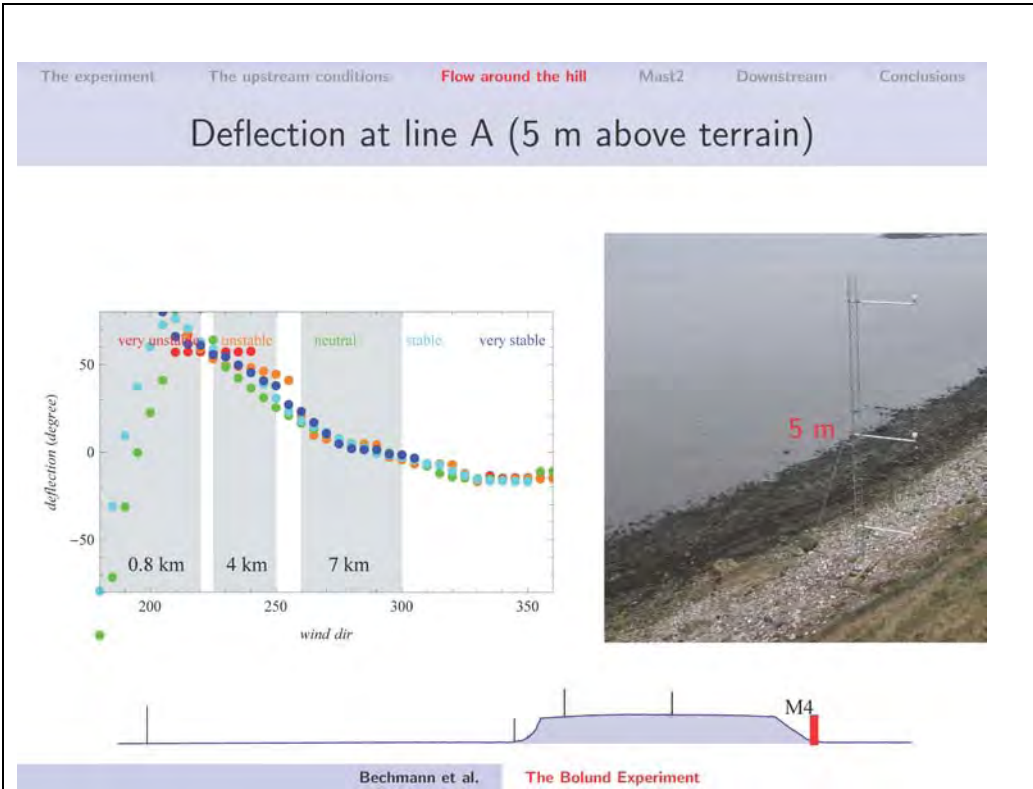 The experiment The upstream conditions Flow around the hill Mast2 Downstream Conclusions
Deflection at line A (5 m above terrain)
very unstable unstable neutral stable very stable
50
0
−50
deflection (degree)
0.8 km 4 km 7 km
200 250 300 350
wind dir
5 m
M4
Bechmann et al. The Bolund Experiment